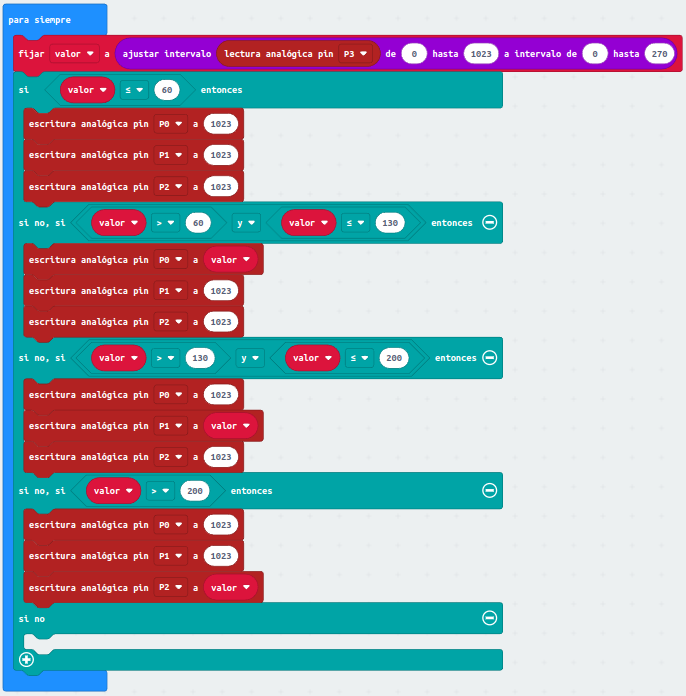 para siempre
fijar valor a ajustar intervalo lectura analógica pin P3 de 0 hasta 1023 a intervalo de 0 hasta 270
si valor ≤ 60 entonces
escritura analógica pin P0 a 1023
escritura analógica pin P1 a 1023
escritura analógica pin P2 a 1023
si no, si valor > 60 y valor ≤ 130 entonces
escritura analógica pin P0 a valor
escritura analógica pin P1 a 1023
escritura analógica pin P2 a 1023
si no, si valor > 130 y valor ≤ 200 entonces
escritura analógica pin P0 a 1023
escritura analógica pin P1 a valor
escritura analógica pin P2 a 1023
si no, si valor > 200 entonces
escritura analógica pin P0 a 1023
escritura analógica pin P1 a 1023
escritura analógica pin P2 a valor
si no